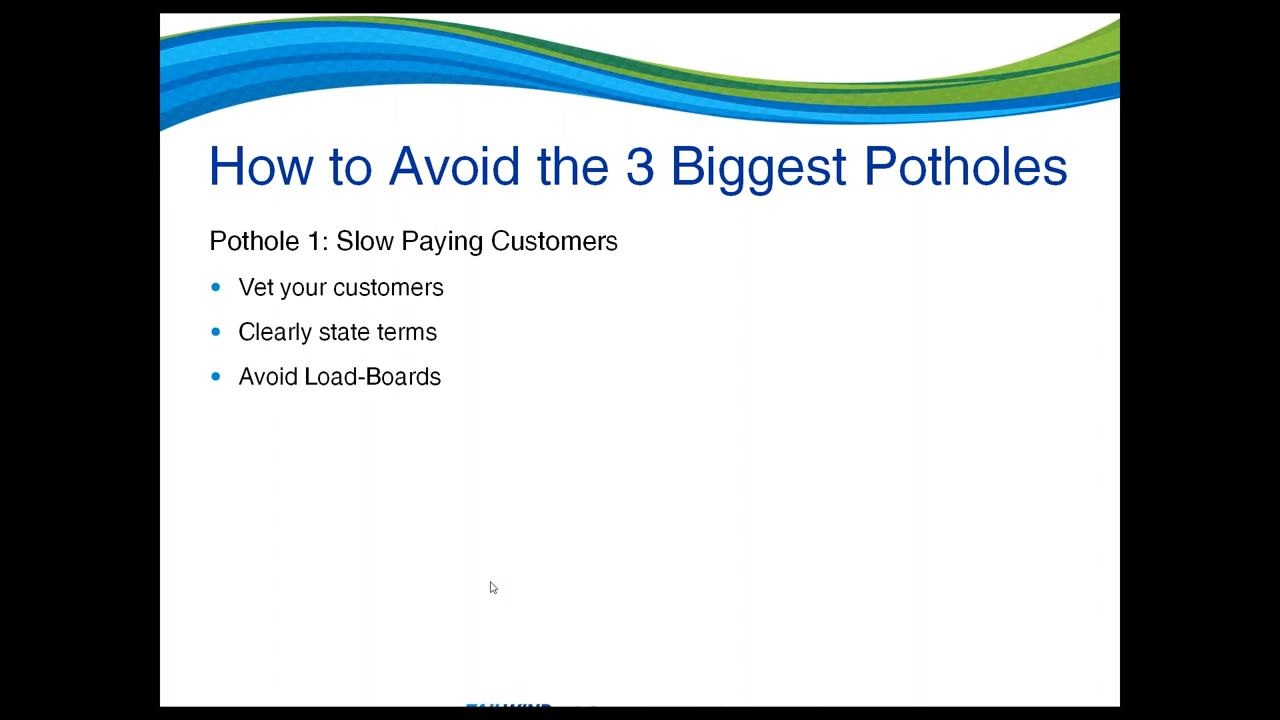 How to Avoid the 3 Biggest Potholes
Pothole 1: Slow Paying Customers
• Vet your customers
• Clearly state terms
• Avoid Load-Boards
TAILWIND